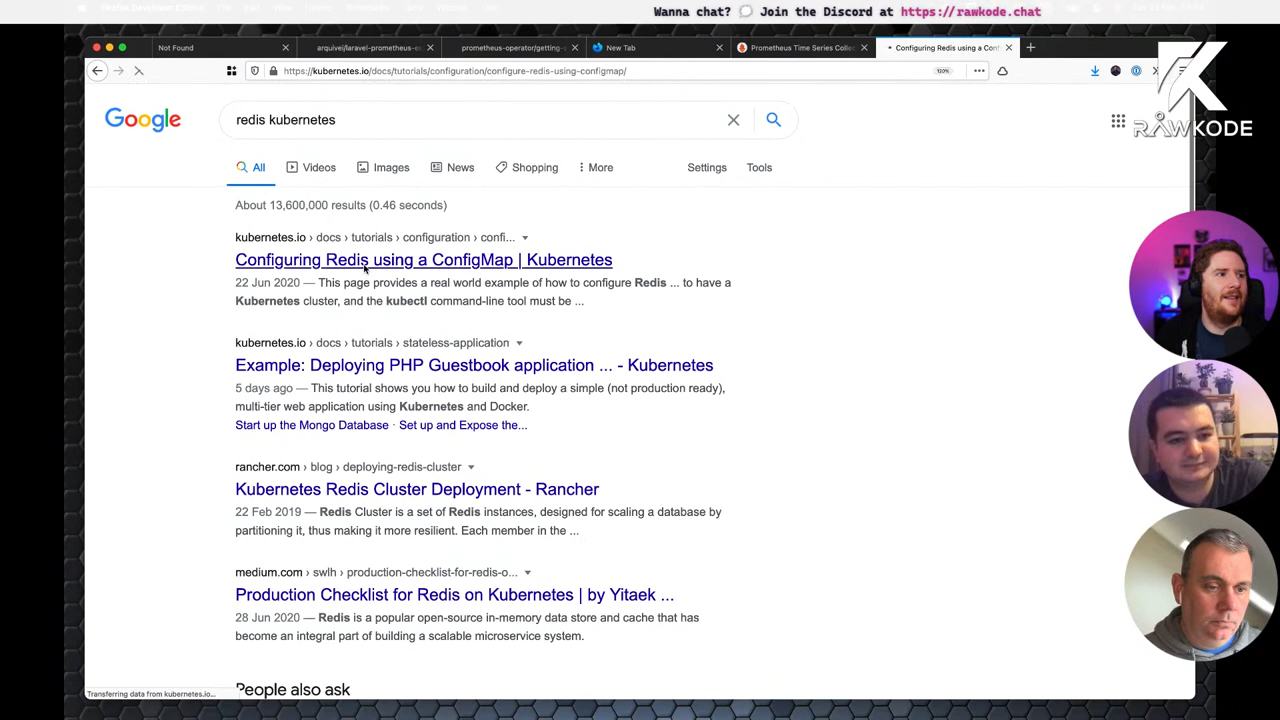 Wanna chat? 💬 Join the Discord at https://rawkode.chat
Not Found
arquivei/laravel-prometheus-e
prometheus-operator/getting-
New Tab
Prometheus Time Series Collec
Configuring Redis using a Con
https://kubernetes.io/docs/tutorials/configuration/configure-redis-using-configmap/
120%
RAWKODE
Google
redis kubernetes
All
Videos
Images
News
Shopping
More
Settings
Tools
About 13,600,000 results (0.46 seconds)
kubernetes.io › docs › tutorials › configuration › confi...
Configuring Redis using a ConfigMap | Kubernetes
22 Jun 2020 — This page provides a real world example of how to configure Redis ... to have a
Kubernetes cluster, and the kubectl command-line tool must be ...
kubernetes.io › docs › tutorials › stateless-application
Example: Deploying PHP Guestbook application ... - Kubernetes
5 days ago — This tutorial shows you how to build and deploy a simple (not production ready),
multi-tier web application using Kubernetes and Docker.
Start up the Mongo Database · Set up and Expose the...
rancher.com › blog › deploying-redis-cluster
Kubernetes Redis Cluster Deployment - Rancher
22 Feb 2019 — Redis Cluster is a set of Redis instances, designed for scaling a database by
partitioning it, thus making it more resilient. Each member in the ...
medium.com › swlh › production-checklist-for-redis-o...
Production Checklist for Redis on Kubernetes | by Yitaek ...
28 Jun 2020 — Redis is a popular open-source in-memory data store and cache that has
become an integral part of building a scalable microservice system.
People also ask
Transferring data from kubernetes.io...